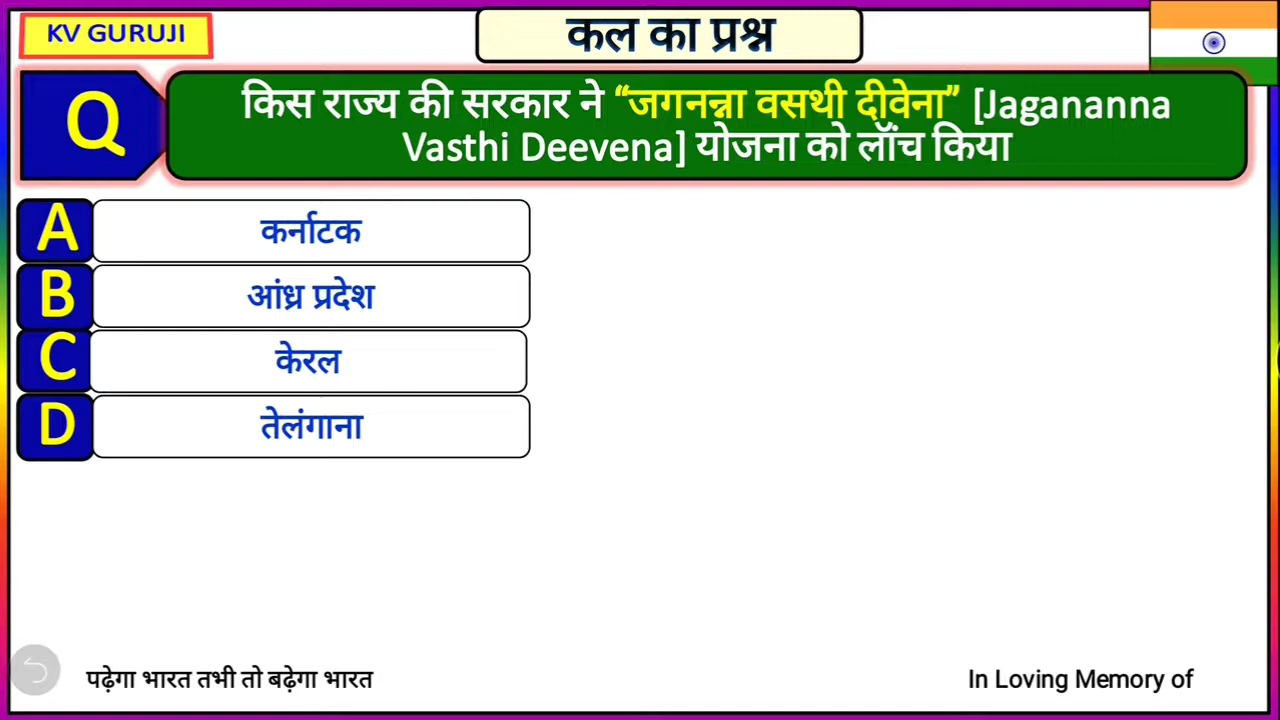 KV GURUJI
कल का प्रश्न
Q
किस राज्य की सरकार ने “जगनन्ना वसथी दीवेना” [Jagananna
Vasthi Deevena] योजना को लॉंच किया
A
कर्नाटक
B
आंध्र प्रदेश
C
केरल
D
तेलंगाना
पढ़ेगा भारत तभी तो बढ़ेगा भारत
In Loving Memory of